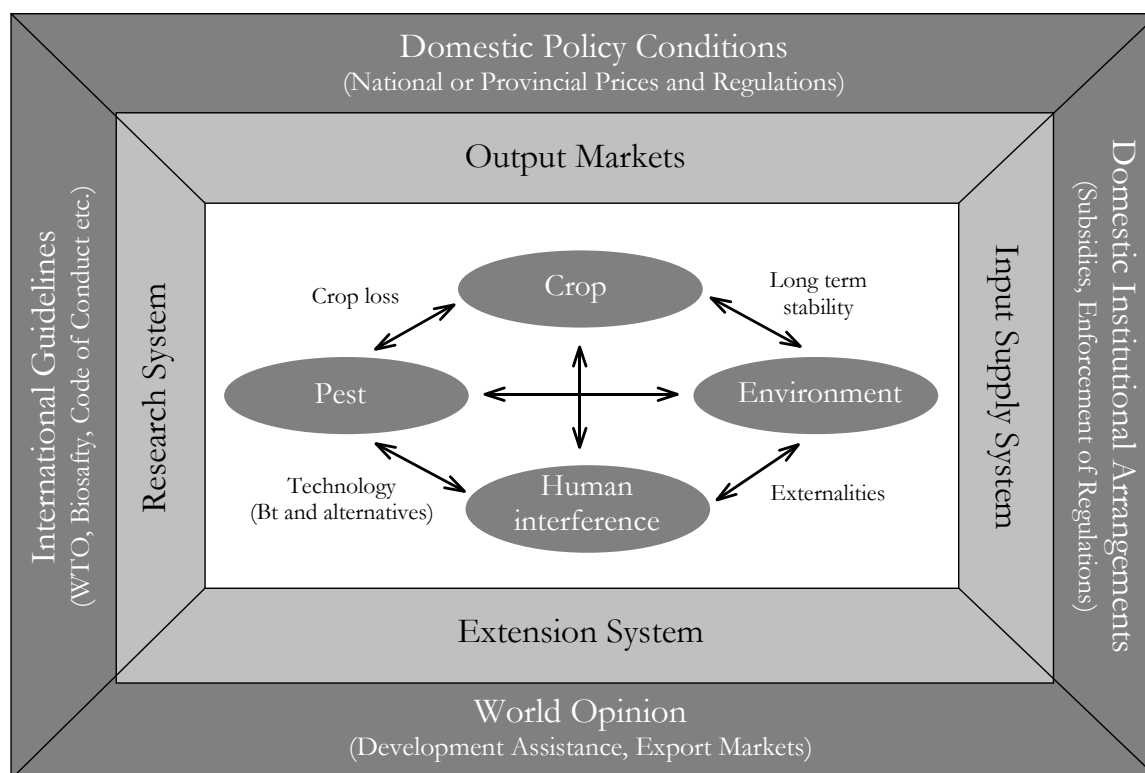 Domestic Policy Conditions
(National or Provincial Prices and Regulations)
Output Markets
International Guidelines
(WTO, Biosafty, Code of Conduct etc.)
Research System
Crop loss
Crop
Long term
stability
Pest
Environment
Technology
(Bt and alternatives)
Human
interference
Externalities
Input Supply System
Domestic Institutional Arrangements
(Subsidies, Enforcement of Regulations)
Extension System
World Opinion
(Development Assistance, Export Markets)